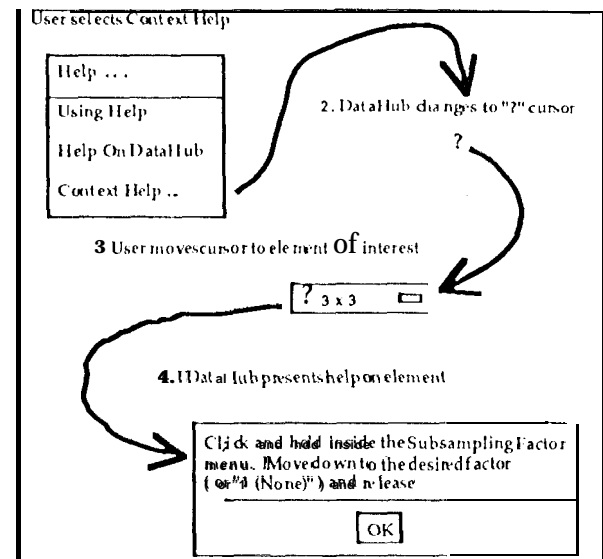 User selects Context Help
Help ...
Using Help
Help On DataHub
Context Help ..
2. DataHub changes to "?" cursor
?
3 User moves cursor to element of interest
? 3 x 3
4. DataHub presents help on element
Click and hold inside the Subsampling Factor
menu. Move down to the desired factor
( or "1 (None)" ) and release
OK